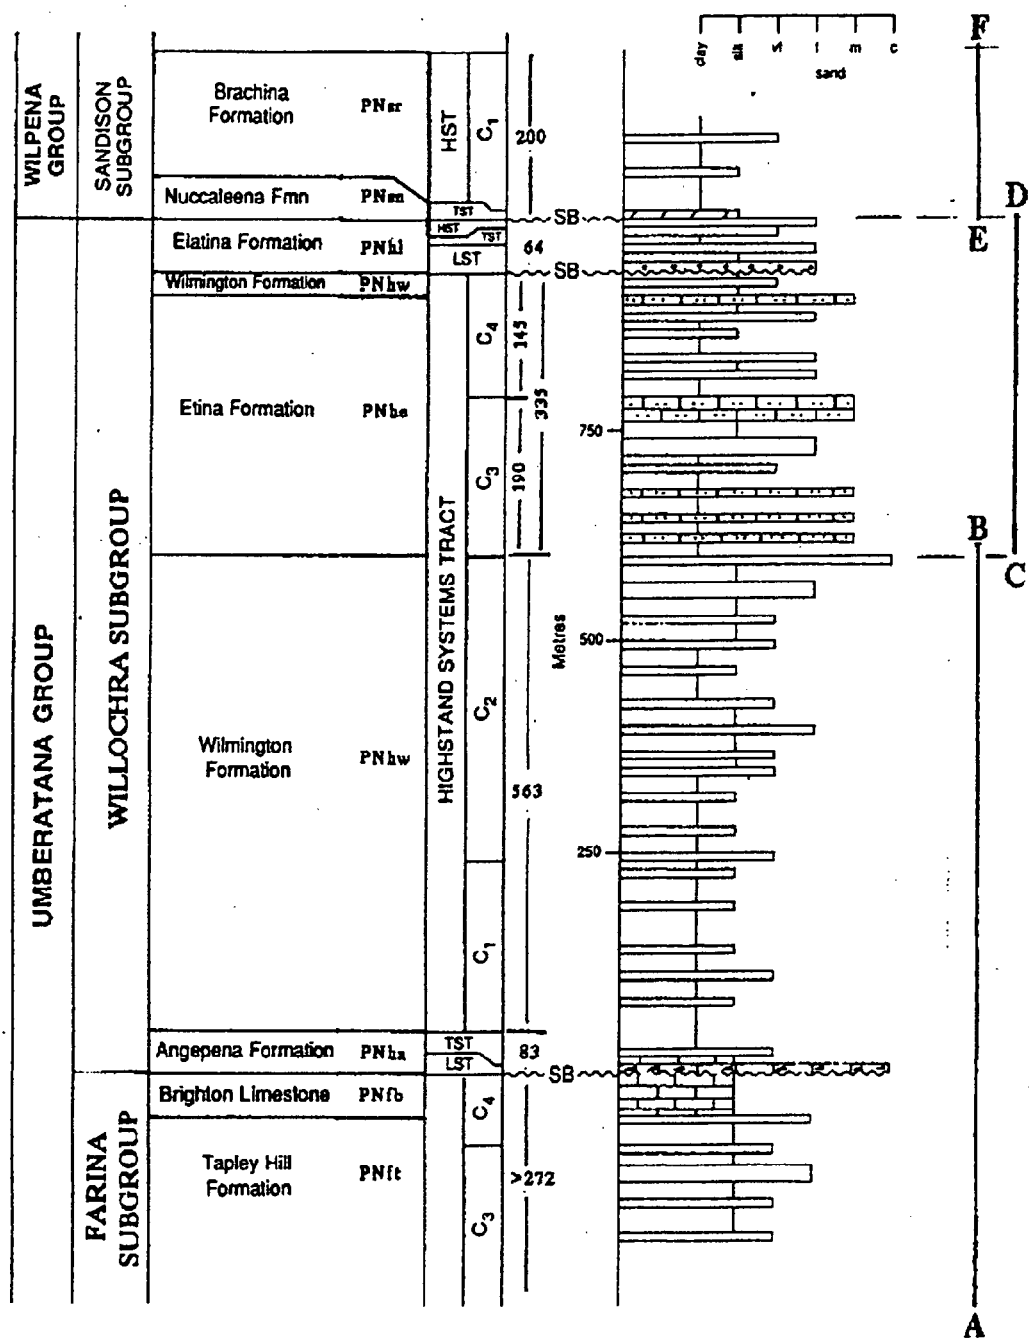 F
clay
silt
vf
f
m
c
sand
WILPENA
GROUP
SANDISON
SUBGROUP
Brachina
Formation
PNsr
HST
C1
200
Nuccaleena Fmn
PNsn
TST
SB
D
E
Elatina Formation
PNhl
HST
TST
LST
64
SB
Wilmington Formation
PNhw
C4
145
335
Etina Formation
PNhe
750
C3
190
B
C
UMBERATANA GROUP
WILLOCHRA SUBGROUP
HIGHSTAND SYSTEMS TRACT
Metres
500
C2
Wilmington
Formation
PNhw
563
250
C1
Angepena Formation
PNha
TST
LST
83
SB
Brighton Limestone
PNfb
C4
FARINA
SUBGROUP
Tapley Hill
Formation
PNft
>272
C3
A